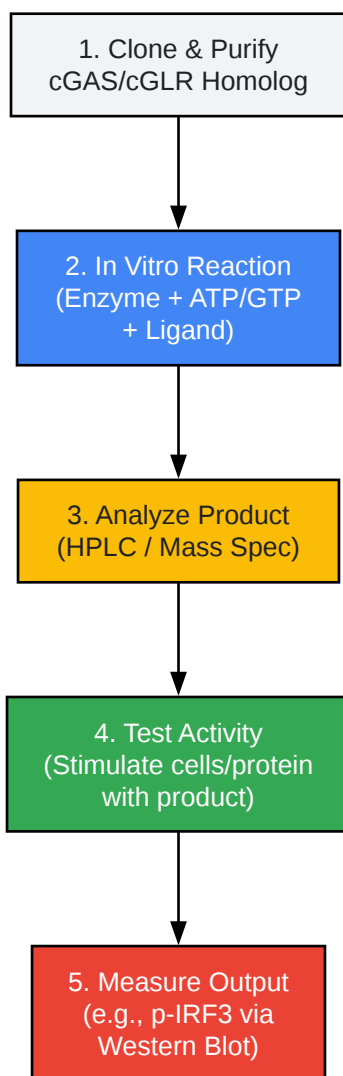 1. Clone & Purify
cGAS/cGLR Homolog
2. In Vitro Reaction
(Enzyme + ATP/GTP
+ Ligand)
3. Analyze Product
(HPLC / Mass Spec)
4. Test Activity
(Stimulate cells/protein
with product)
5. Measure Output
(e.g., p-IRF3 via
Western Blot)